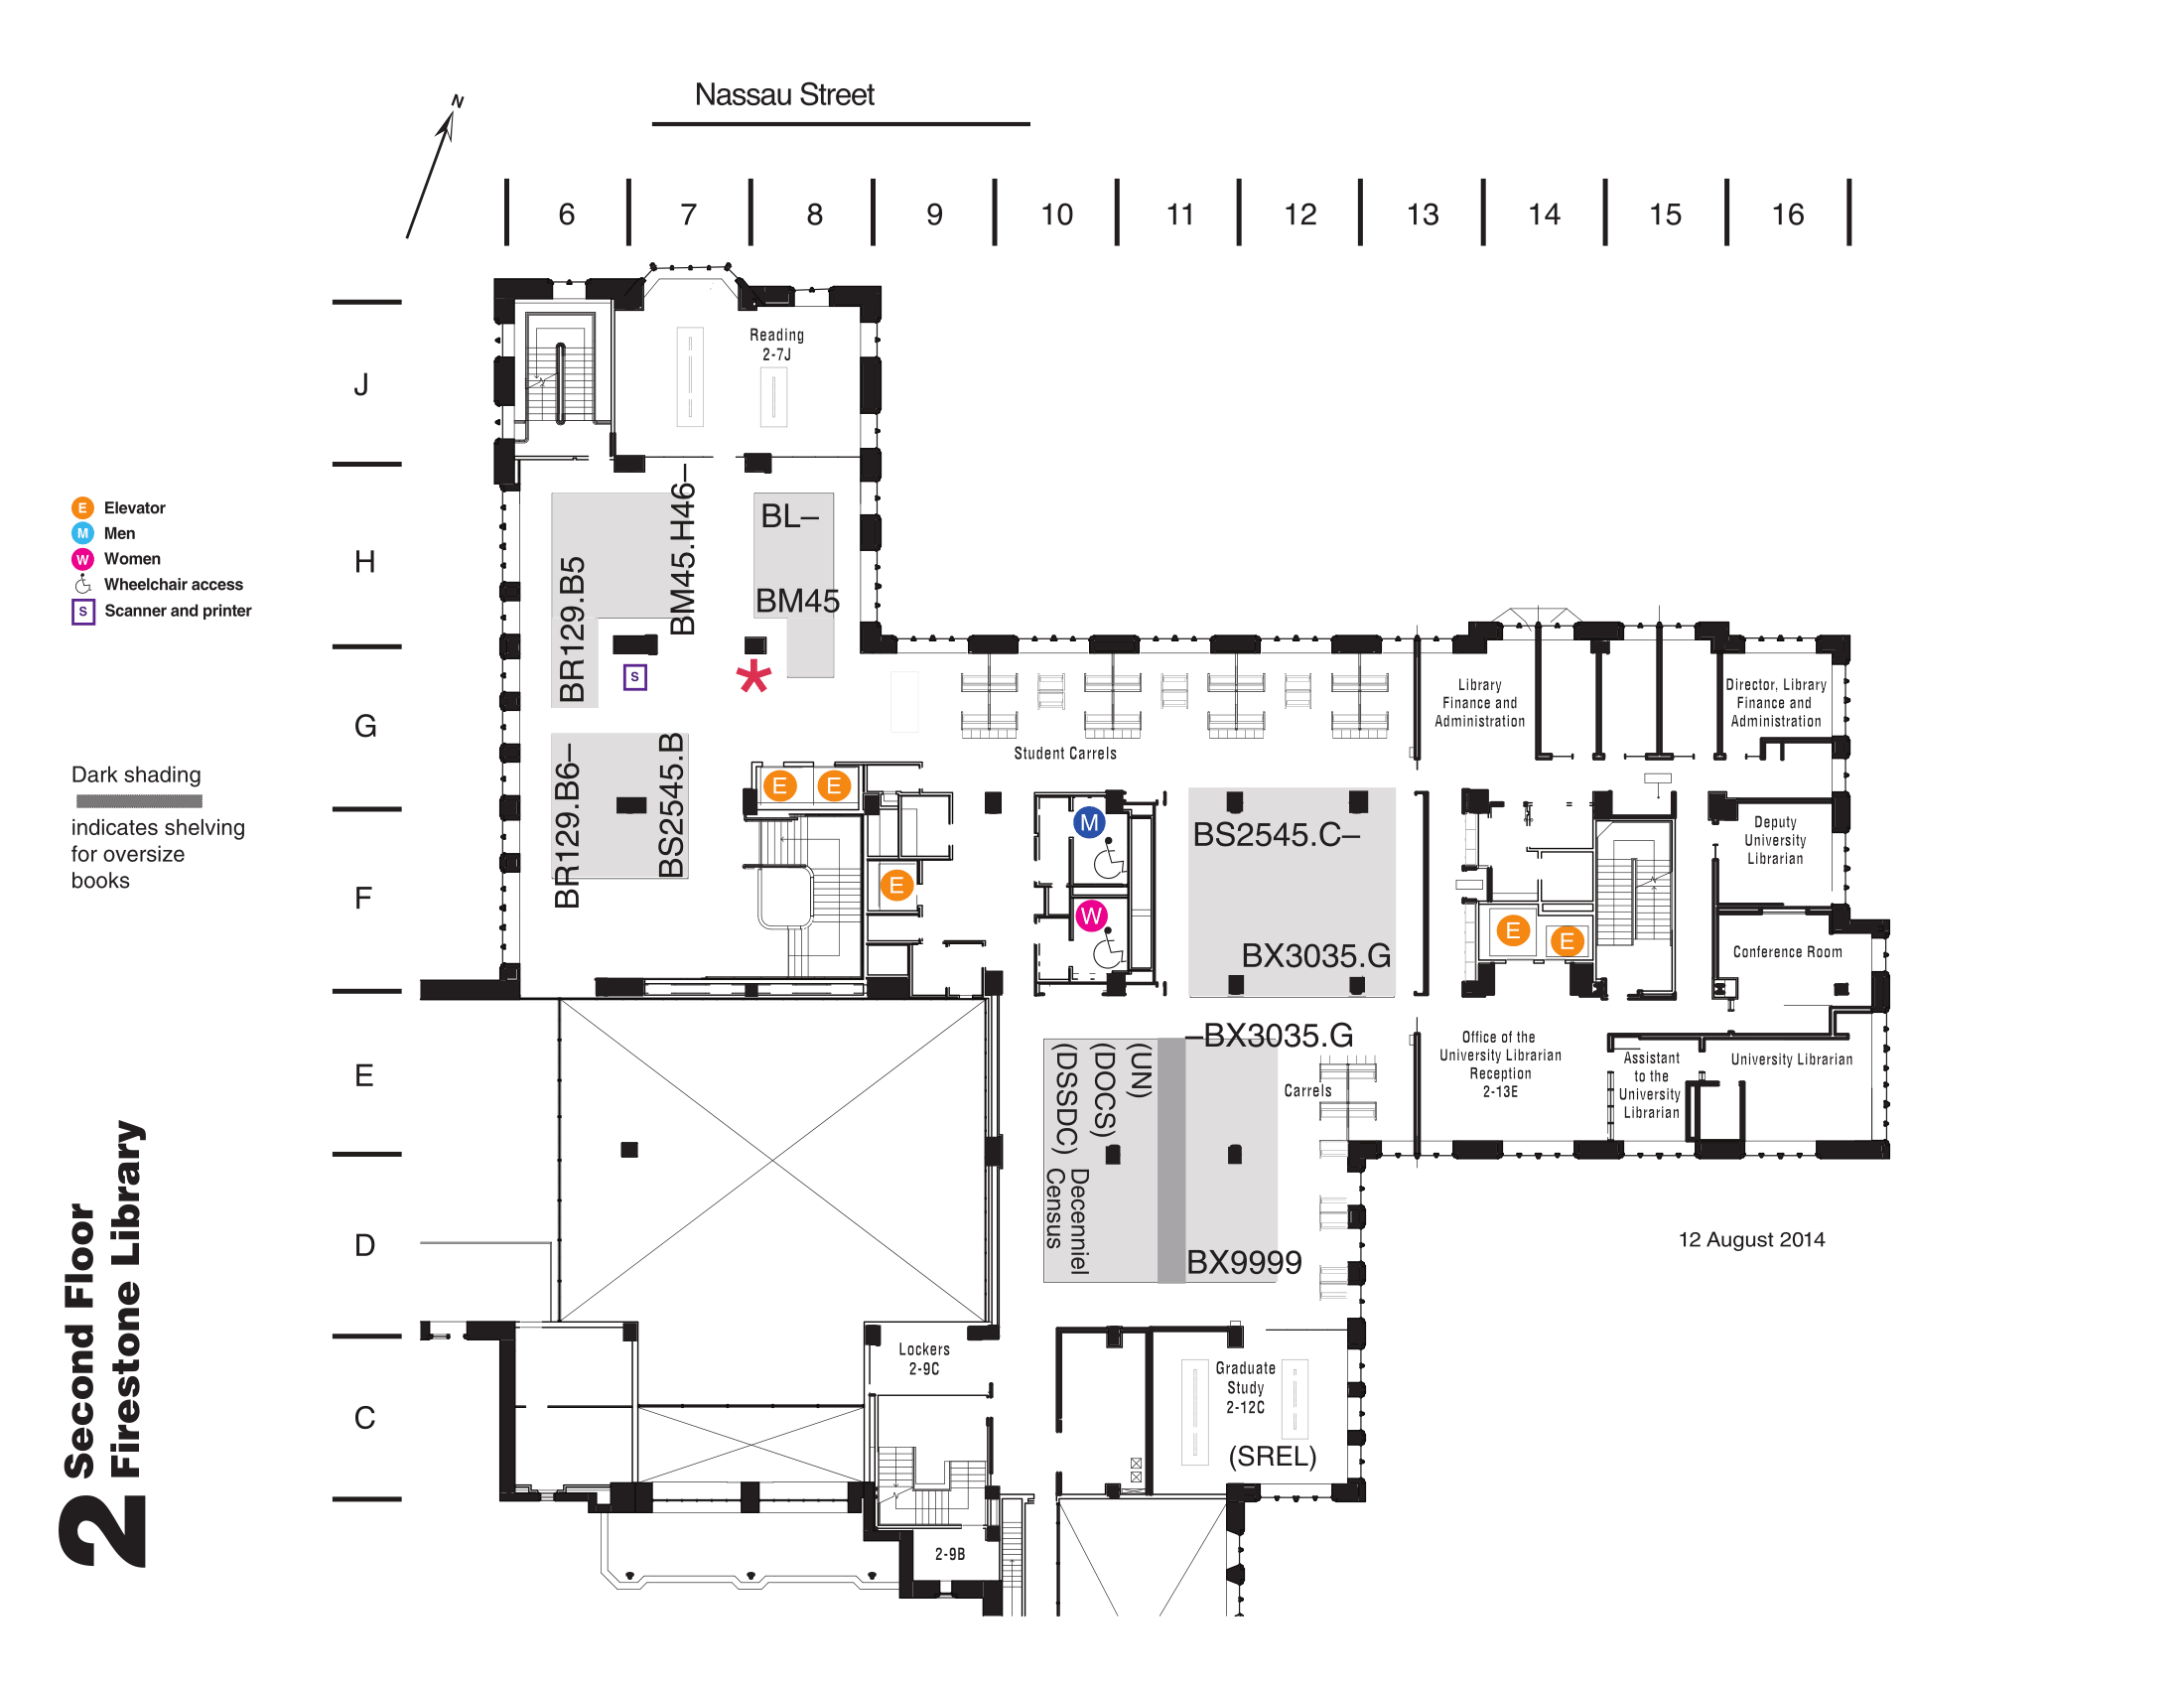 Nassau Street
N
6 7 8 9 10 11 12 13 14 15 16
J
H
G
F
E
D
C
E Elevator
M Men
W Women
Wheelchair access
S Scanner and printer
Dark shading
indicates shelving
for oversize
books
2 Second Floor
Firestone Library
Reading
2-7J
BR129.B5
BM45.H46–
BL–
BM45
S
*
BR129.B6–
BS2545.B
E
E
E
Student Carrels
M
W
BS2545.C–
BX3035.G
Library
Finance and
Administration
Director, Library
Finance and
Administration
Deputy
University
Librarian
E
E
Conference Room
–BX3035.G
(UN)
(DOCS)
(DSSDC)
Decenniel
Census
BX9999
Carrels
Office of the
University Librarian
Reception
2-13E
Assistant
to the
University
Librarian
University Librarian
12 August 2014
Lockers
2-9C
Graduate
Study
2-12C
(SREL)
2-9B